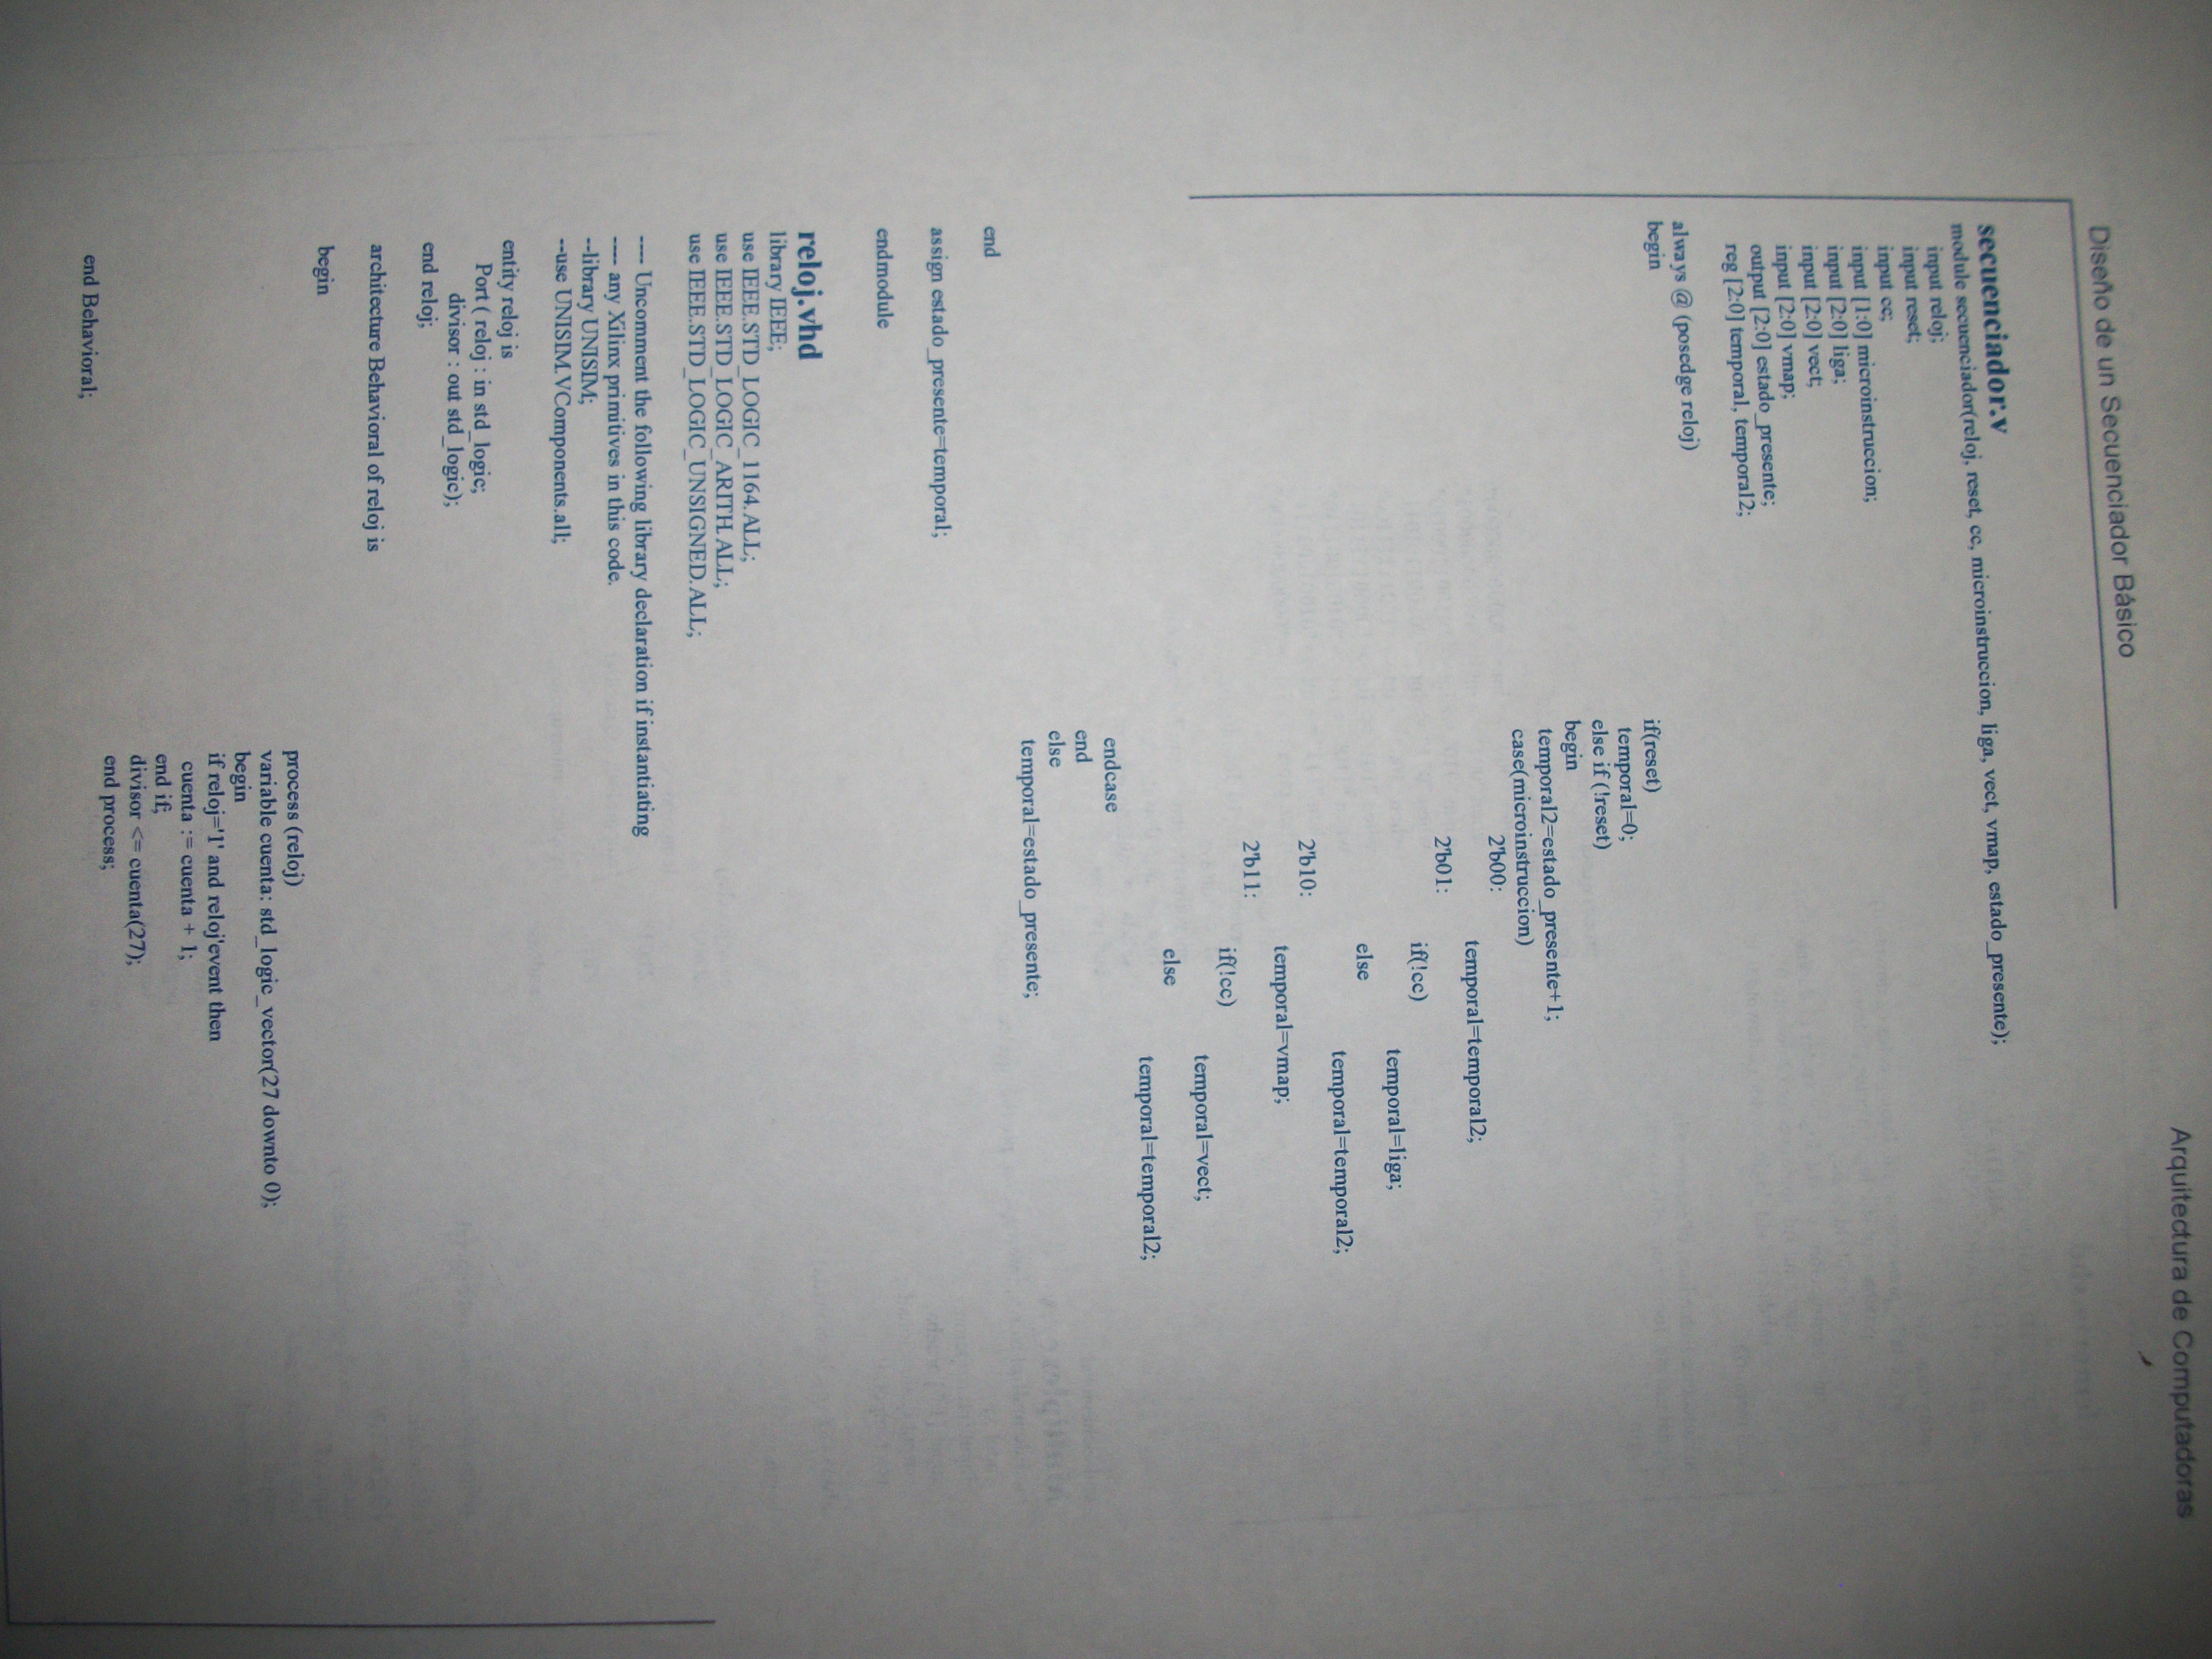 Diseño de un Secuenciador Básico
Arquitectura de Computadoras
secuenciador.v
module secuenciador(reloj, reset, cc, microinstruccion, liga, vect, vmap, estado_presente);
input reloj;
input reset;
input cc;
input [1:0] microinstruccion;
input [2:0] liga;
input [2:0] vect;
input [2:0] vmap;
output [2:0] estado_presente;
reg [2:0] temporal, temporal2;
always @ (posedge reloj)
begin
if(reset)
temporal=0;
else if (!reset)
begin
temporal2=estado_presente+1;
case(microinstruccion)
2'b00:
temporal=temporal2;
2'b01:
if(!cc)
temporal=liga;
else
temporal=temporal2;
2'b10:
temporal=vmap;
2'b11:
if(!cc)
temporal=vect;
else
temporal=temporal2;
endcase
end
else
temporal=estado_presente;
end
assign estado_presente=temporal;
endmodule
reloj.vhd
library IEEE;
use IEEE.STD_LOGIC_1164.ALL;
use IEEE.STD_LOGIC_ARITH.ALL;
use IEEE.STD_LOGIC_UNSIGNED.ALL;
---- Uncomment the following library declaration if instantiating
---- any Xilinx primitives in this code.
--library UNISIM;
--use UNISIM.VComponents.all;
entity reloj is
Port ( reloj : in std_logic;
divisor : out std_logic);
end reloj;
architecture Behavioral of reloj is
begin
process (reloj)
variable cuenta: std_logic_vector(27 downto 0);
begin
if reloj='1' and reloj'event then
cuenta := cuenta + 1;
end if;
divisor <= cuenta(27);
end process;
end Behavioral;